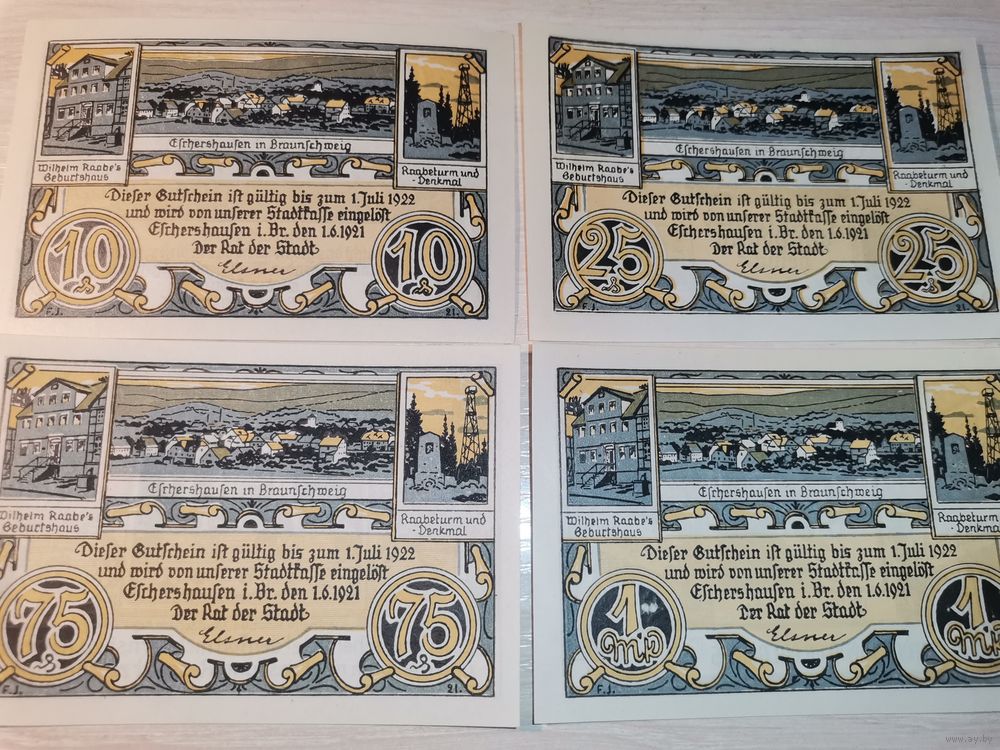 Eschershausen in Braunschweig
Wilhelm Raabe's
Geburtshaus
Raabeturm und
-Denkmal
Dieser Gutschein ist gültig bis zum 1. Juli 1922
und wird von unserer Stadtkasse eingelöst
Eschershausen i. Br. den 1.6.1921
Der Rat der Stadt
Elsner
10
10
F.J.
21.
Eschershausen in Braunschweig
Wilhelm Raabe's
Geburtshaus
Raabeturm und
-Denkmal
Dieser Gutschein ist gültig bis zum 1. Juli 1922
und wird von unserer Stadtkasse eingelöst
Eschershausen i. Br. den 1.6.1921
Der Rat der Stadt
Elsner
25
25
F.J.
21.
Eschershausen in Braunschweig
Wilhelm Raabe's
Geburtshaus
Raabeturm und
-Denkmal
Dieser Gutschein ist gültig bis zum 1. Juli 1922
und wird von unserer Stadtkasse eingelöst
Eschershausen i. Br. den 1.6.1921
Der Rat der Stadt
Elsner
75
75
F.J.
21.
Eschershausen in Braunschweig
Wilhelm Raabe's
Geburtshaus
Raabeturm und
-Denkmal
Dieser Gutschein ist gültig bis zum 1. Juli 1922
und wird von unserer Stadtkasse eingelöst
Eschershausen i. Br. den 1.6.1921
Der Rat der Stadt
Elsner
1
Mk
1
Mk
F.J.
www.ay.by